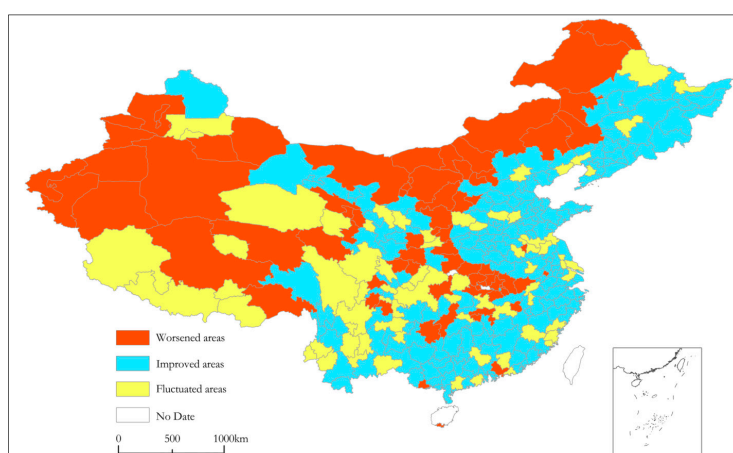 Worsened areas
Improved areas
Fluctuated areas
No Date
0 500 1000km